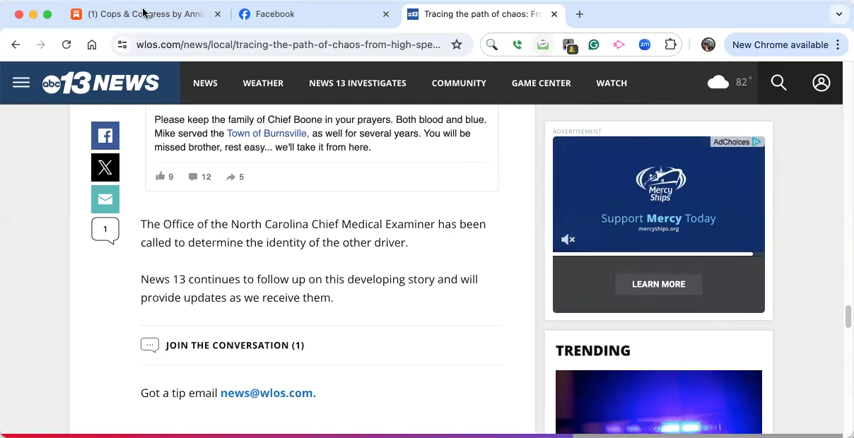 (1) Cops & Congress by Annie
Facebook
Tracing the path of chaos: Fr
wlos.com/news/local/tracing-the-path-of-chaos-from-high-spe...
New Chrome available
abc 13 NEWS
NEWS
WEATHER
NEWS 13 INVESTIGATES
COMMUNITY
GAME CENTER
WATCH
82°
Please keep the family of Chief Boone in your prayers. Both blood and blue.
Mike served the Town of Burnsville, as well for several years. You will be
missed brother, rest easy... we'll take it from here.
9
12
5
1
The Office of the North Carolina Chief Medical Examiner has been
called to determine the identity of the other driver.
News 13 continues to follow up on this developing story and will
provide updates as we receive them.
JOIN THE CONVERSATION (1)
Got a tip email news@wlos.com.
ADVERTISEMENT
AdChoices
MERCY
SHIPS
Support Mercy Today
mercyships.org
LEARN MORE
TRENDING